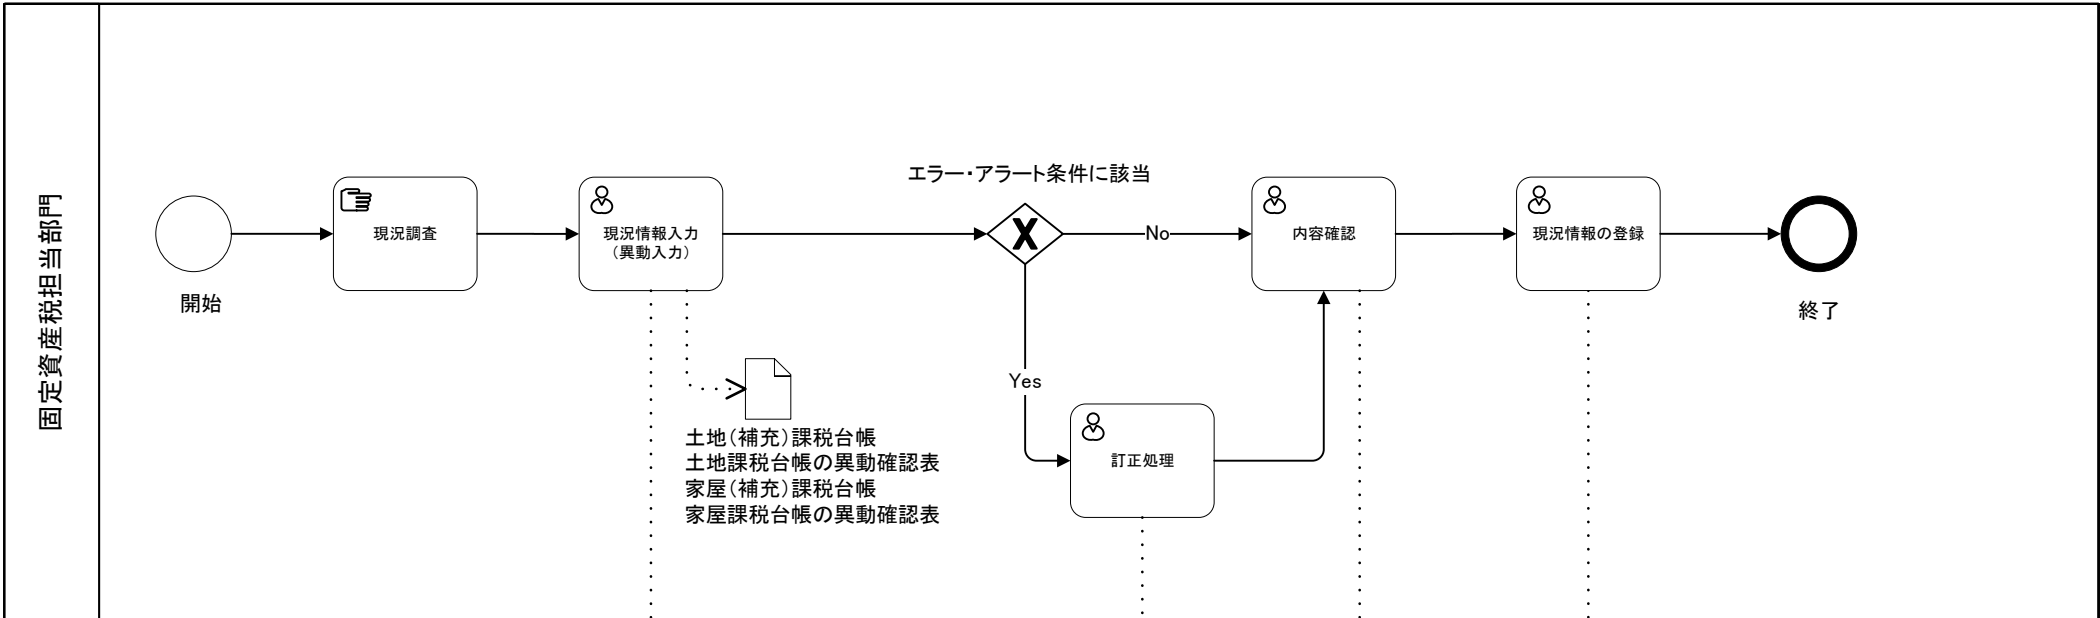 固定資産税担当部門
開始
現況調査
現況情報入力
(異動入力)
土地(補充)課税台帳
土地課税台帳の異動確認表
家屋(補充)課税台帳
家屋課税台帳の異動確認表
エラー・アラート条件に該当
No
Yes
訂正処理
内容確認
現況情報の登録
終了